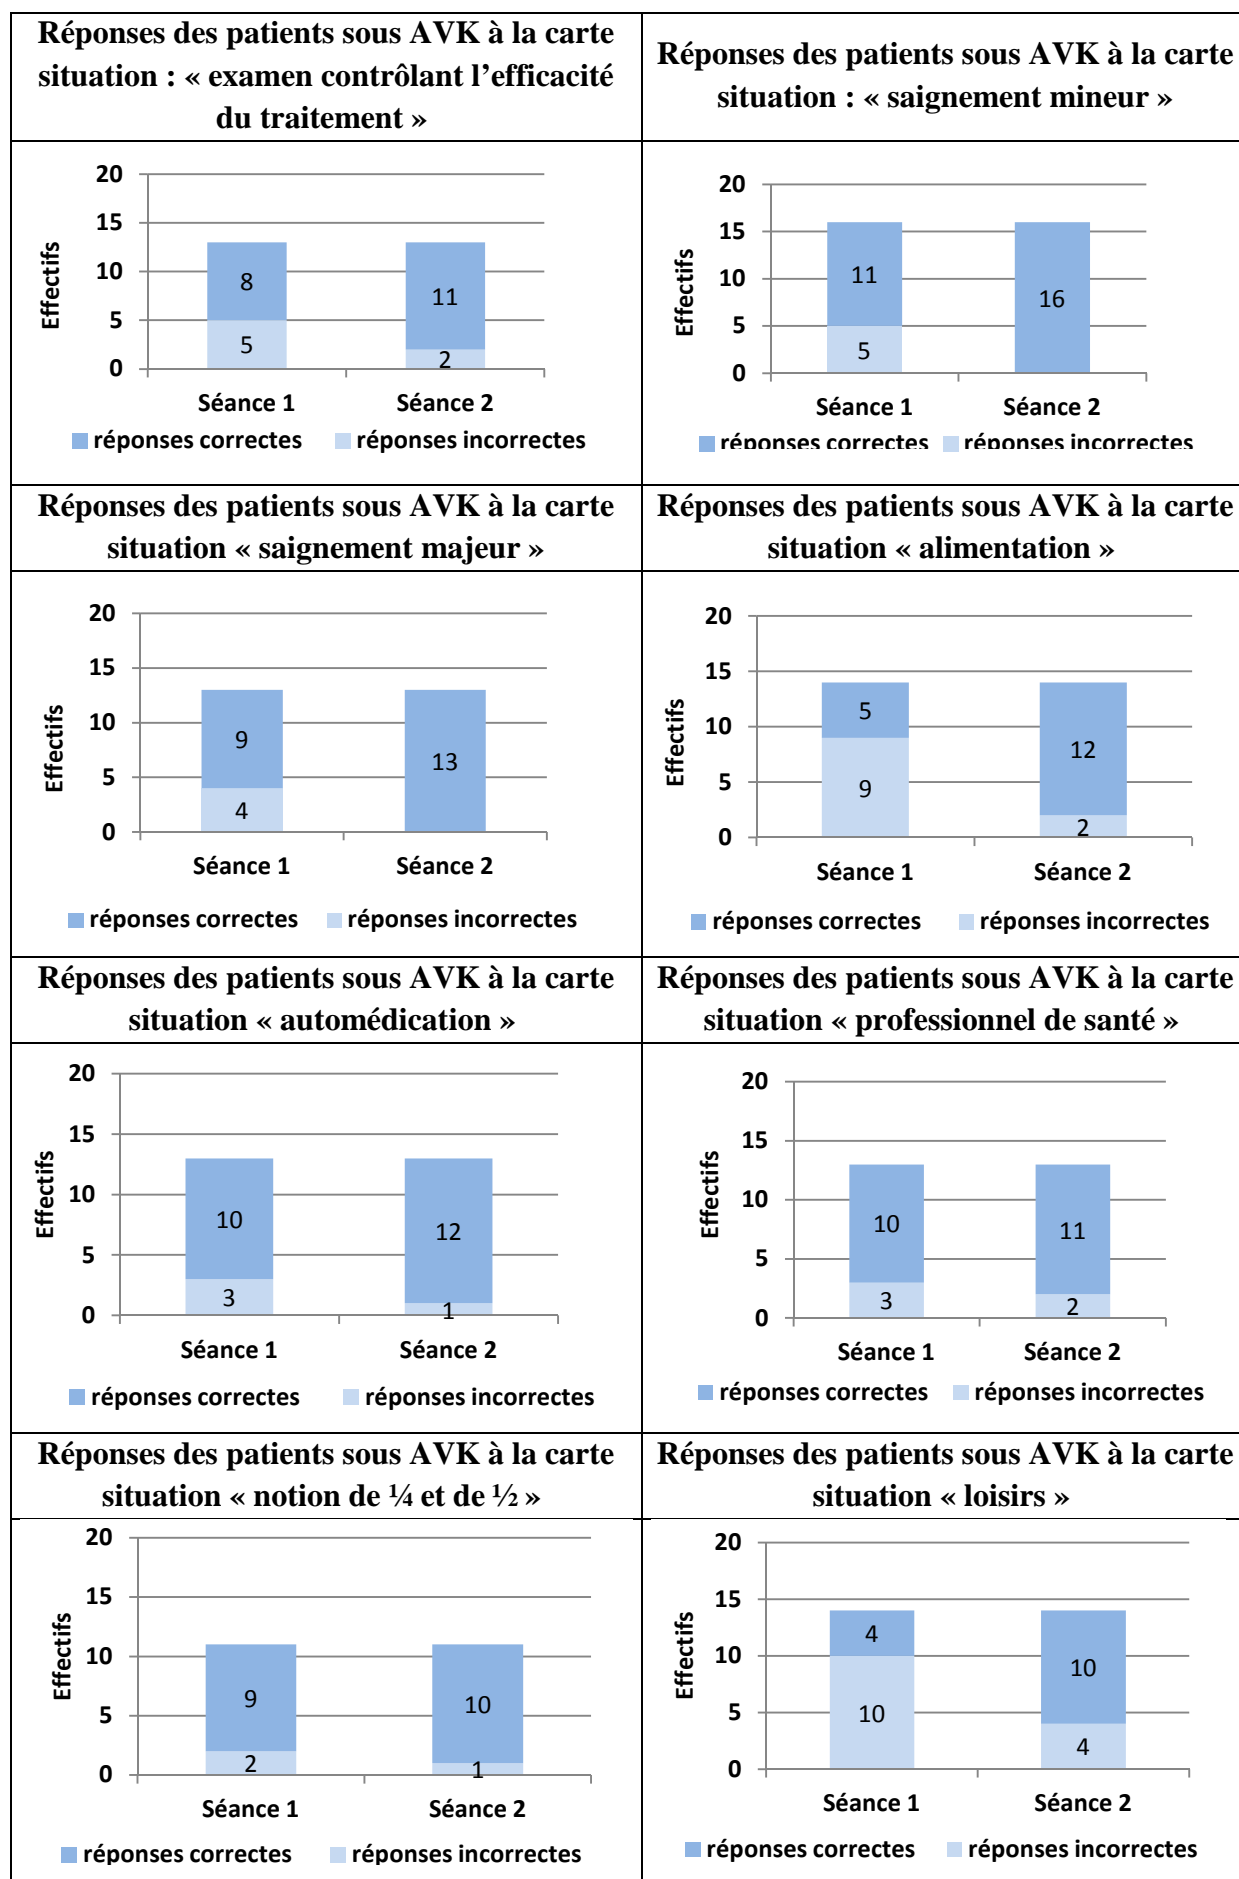 Réponses des patients sous AVK à la carte
situation : « examen contrôlant l'efficacité
du traitement »
Réponses des patients sous AVK à la carte
situation : « saignement mineur »
20
15
10
5
0
Effectifs
8
5
11
2
Séance 1
Séance 2
réponses correctes
réponses incorrectes
20
15
10
5
0
Effectifs
11
5
16
Séance 1
Séance 2
réponses correctes
réponses incorrectes
Réponses des patients sous AVK à la carte
situation « saignement majeur »
Réponses des patients sous AVK à la carte
situation « alimentation »
20
15
10
5
0
Effectifs
9
4
13
Séance 1
Séance 2
réponses correctes
réponses incorrectes
20
15
10
5
0
Effectifs
5
9
12
2
Séance 1
Séance 2
réponses correctes
réponses incorrectes
Réponses des patients sous AVK à la carte
situation « automédication »
Réponses des patients sous AVK à la carte
situation « professionnel de santé »
20
15
10
5
0
Effectifs
10
3
12
1
Séance 1
Séance 2
réponses correctes
réponses incorrectes
20
15
10
5
0
Effectifs
10
3
11
2
Séance 1
Séance 2
réponses correctes
réponses incorrectes
Réponses des patients sous AVK à la carte
situation « notion de ¼ et de ½ »
Réponses des patients sous AVK à la carte
situation « loisirs »
20
15
10
5
0
Effectifs
9
2
10
1
Séance 1
Séance 2
réponses correctes
réponses incorrectes
20
15
10
5
0
Effectifs
4
10
10
4
Séance 1
Séance 2
réponses correctes
réponses incorrectes